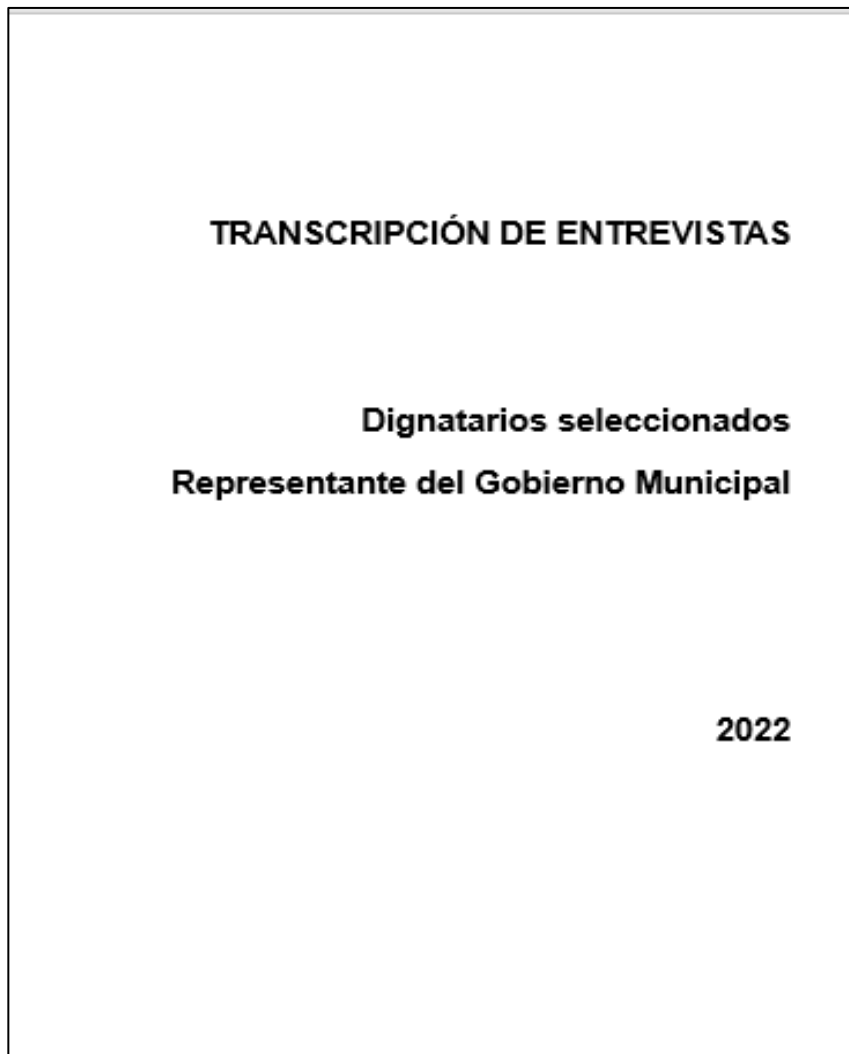 TRANSCRIPCIÓN DE ENTREVISTAS
Dignatarios seleccionados
Representante del Gobierno Municipal
2022